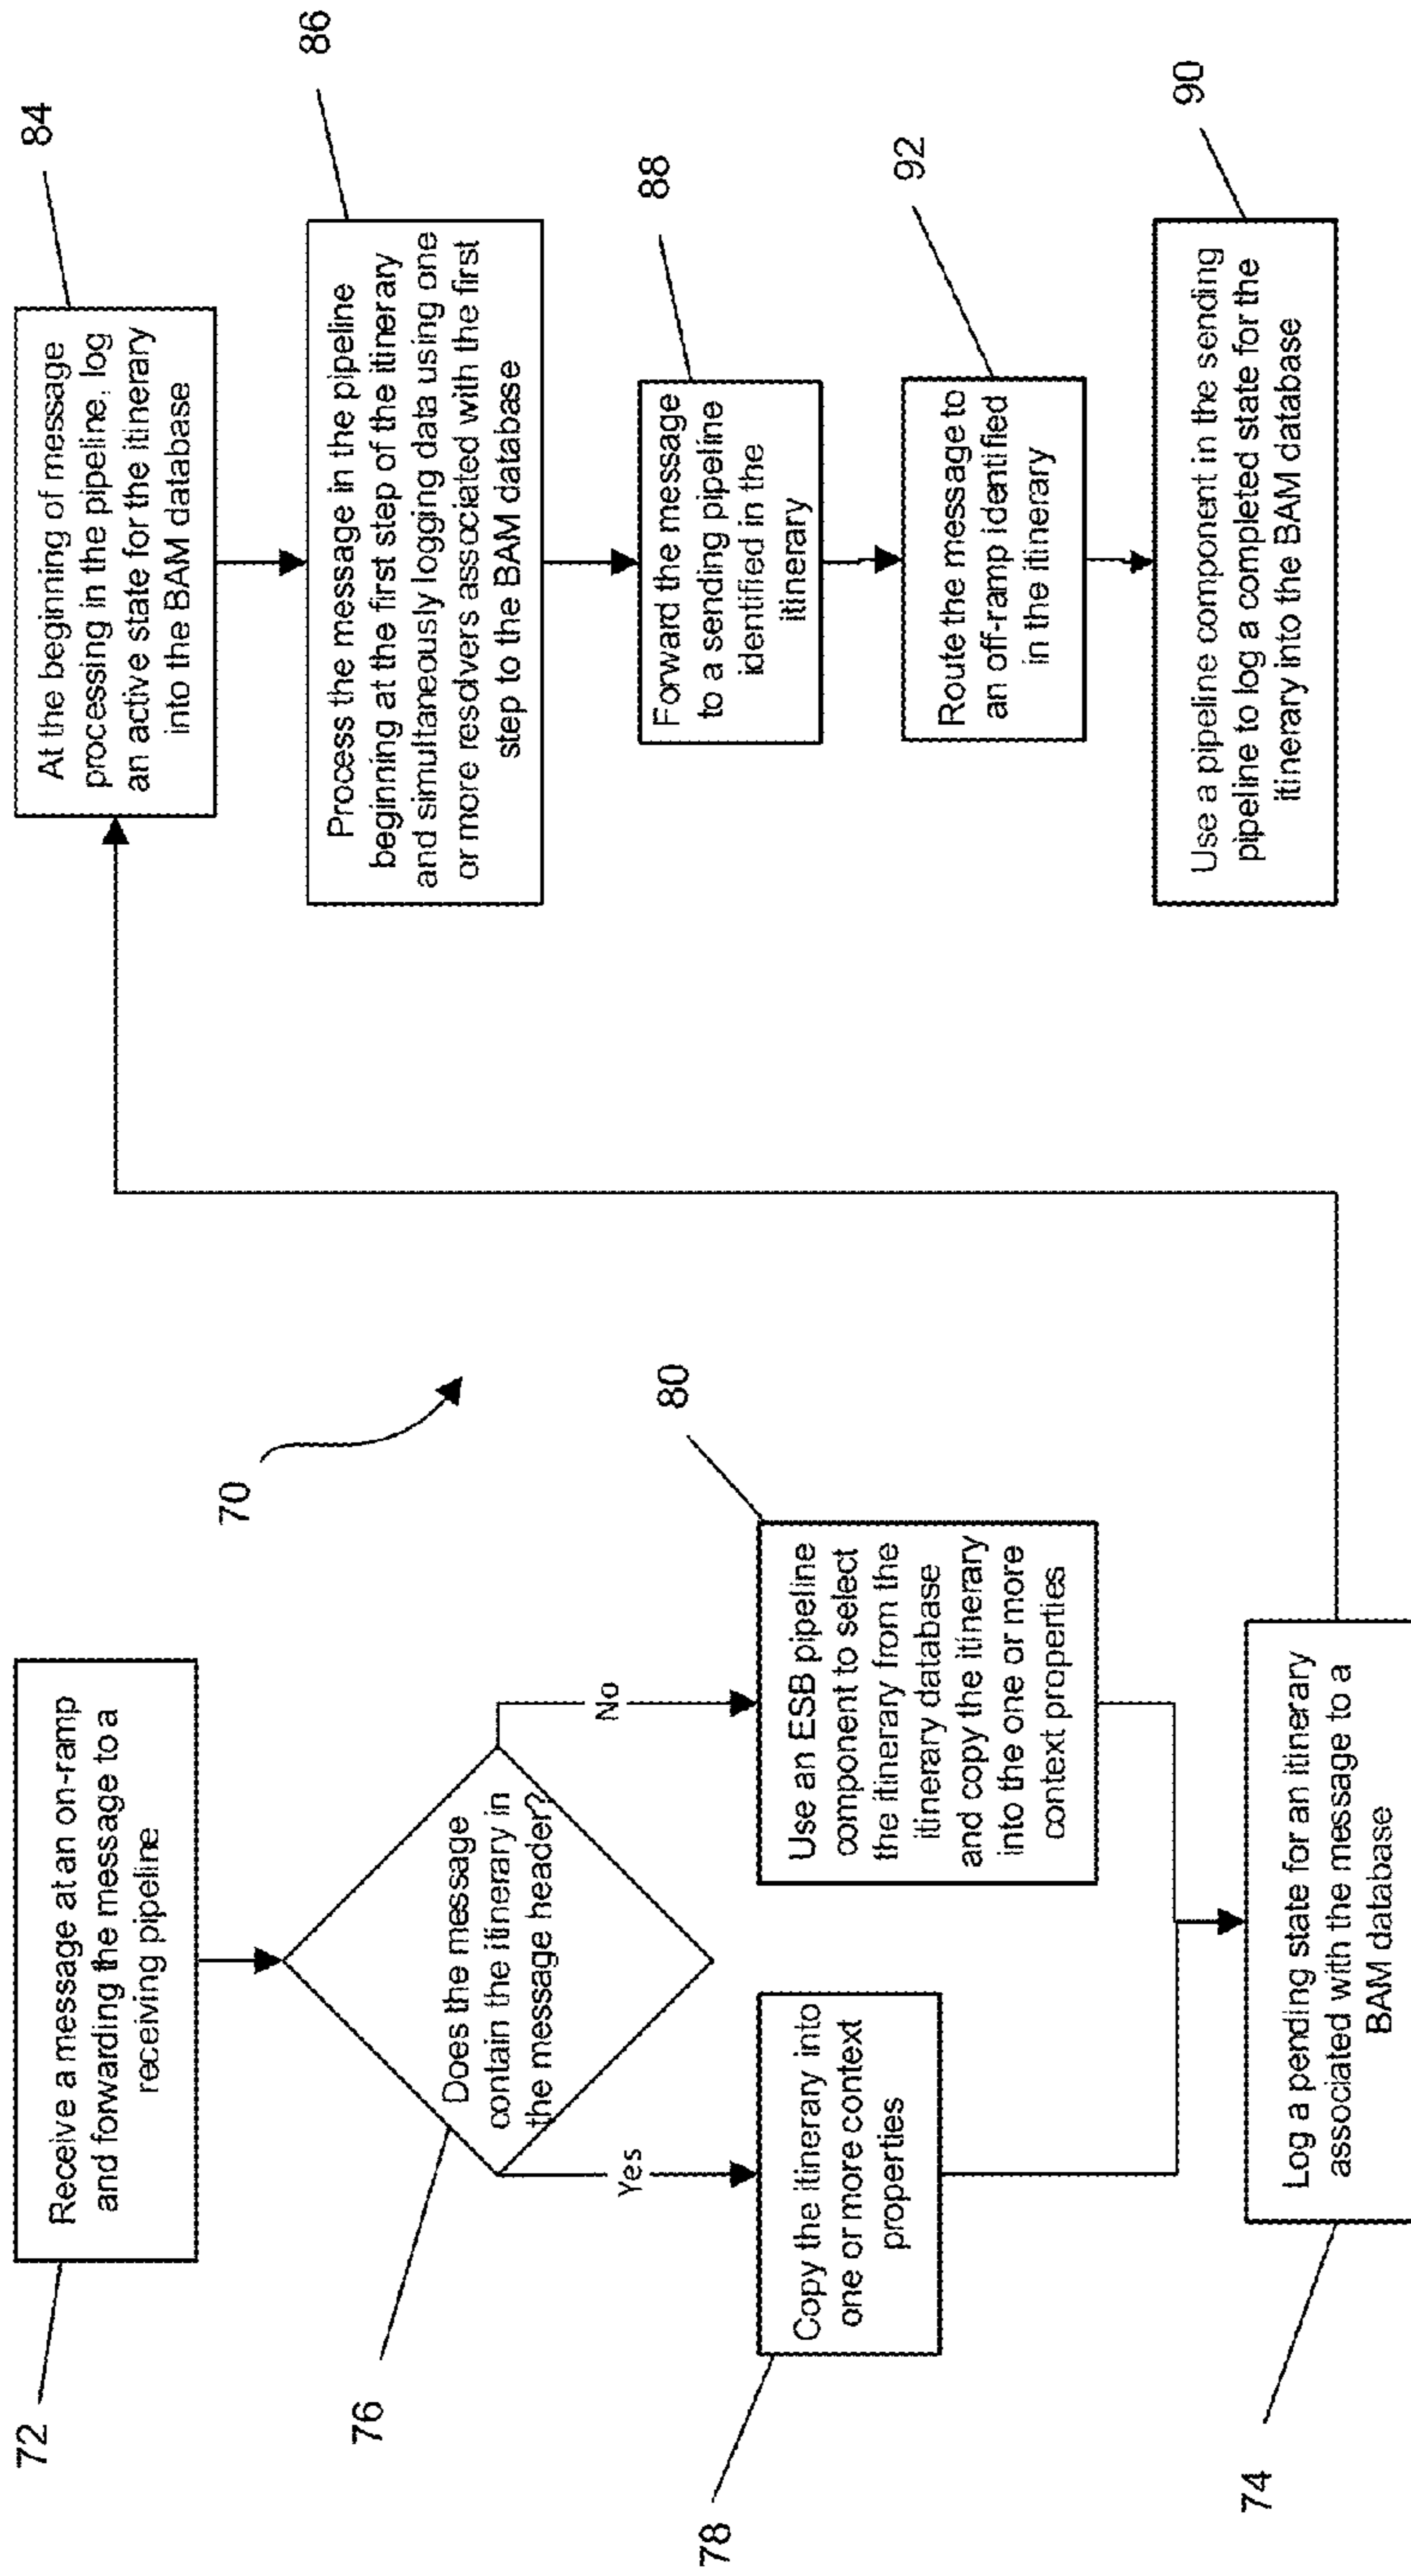 70
72
Receive a message at an on-ramp
and forwarding the message to a
receiving pipeline
76
Does the message
contain the itinerary in
the message header?
Yes
No
78
Copy the itinerary into
one or more context
properties
80
Use an ESB pipeline
component to select
the itinerary from the
itinerary database
and copy the itinerary
into the one or more
context properties
74
Log a pending state for an itinerary
associated with the message to a
BAM database
84
At the beginning of message
processing in the pipeline, log
an active state for the itinerary
into the BAM database
86
Process the message in the pipeline
beginning at the first step of the itinerary
and simultaneously logging data using one
or more resolvers associated with the first
step to the BAM database
88
Forward the message
to a sending pipeline
identified in the
itinerary
92
Route the message to
an off-ramp identified
in the itinerary
90
Use a pipeline component in the sending
pipeline to log a completed state for the
itinerary into the BAM database